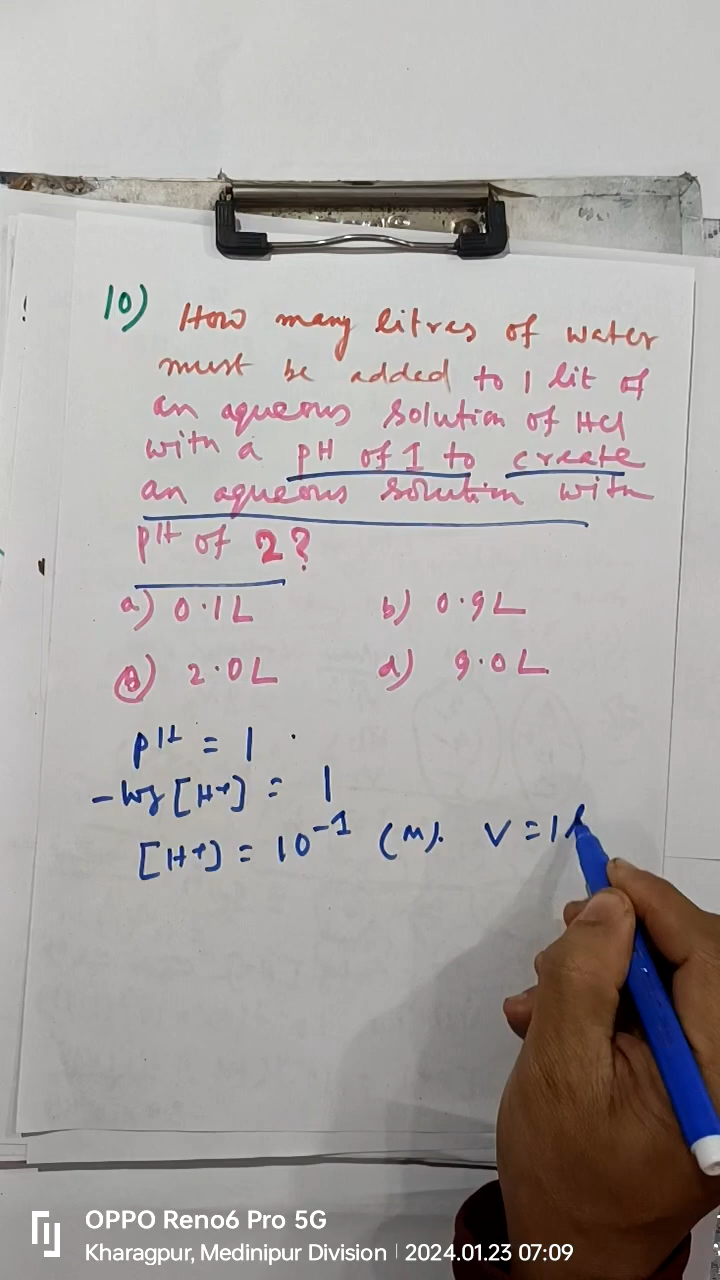 10) How many litres of water
must be added to 1 lit of
an aqueous solution of HCl
with a pH of 1 to create
an aqueous solution with
pH of 2?
a) 0.1L b) 0.9L
c) 2.0L d) 9.0L
pH = 1
-log [H+] = 1
[H+] = 10⁻¹ (M). V = 1 l
OPPO Reno6 Pro 5G
Kharagpur, Medinipur Division | 2024.01.23 07:09